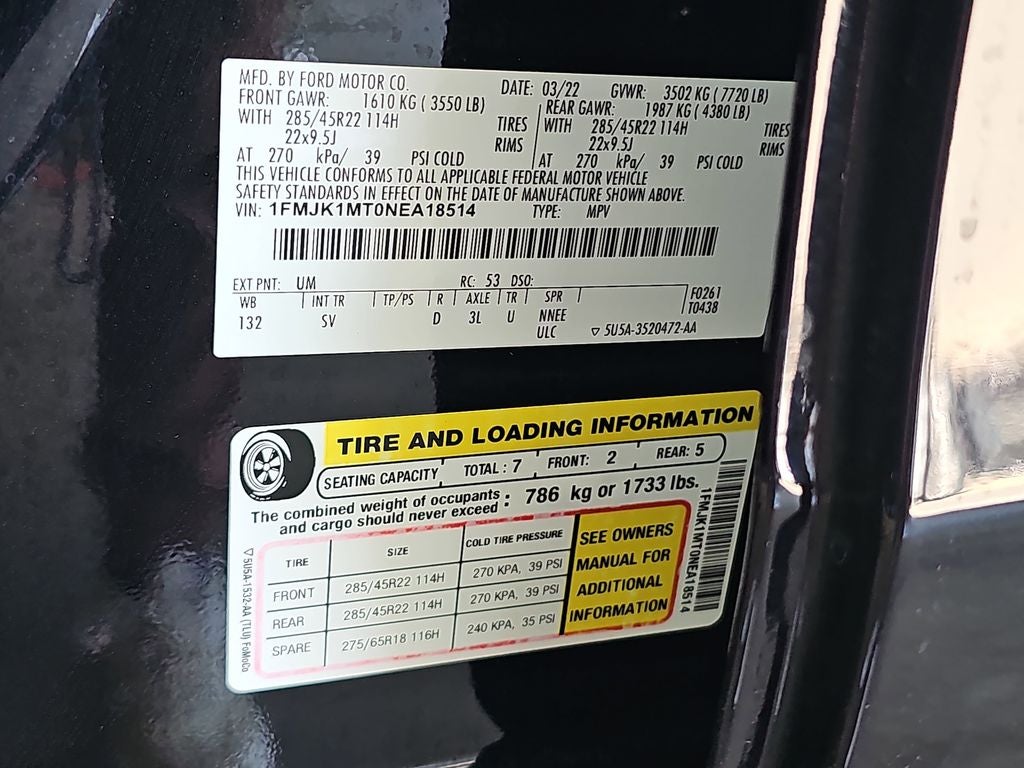 MFD. BY FORD MOTOR CO. DATE: 03/22 GVWR: 3502 KG ( 7720 LB)
FRONT GAWR: 1610 KG ( 3550 LB) REAR GAWR: 1987 KG ( 4380 LB)
WITH 285/45R22 114H TIRES WITH 285/45R22 114H TIRES
22x9.5J RIMS 22x9.5J RIMS
AT 270 kPa/ 39 PSI COLD AT 270 kPa/ 39 PSI COLD
THIS VEHICLE CONFORMS TO ALL APPLICABLE FEDERAL MOTOR VEHICLE
SAFETY STANDARDS IN EFFECT ON THE DATE OF MANUFACTURE SHOWN ABOVE.
VIN: 1FMJK1MT0NEA18514 TYPE: MPV
EXT PNT: UM RC: 53 DSO:
WB INT TR TP/PS R AXLE TR SPR F0261
T0438
132 SV D 3L U NNEE
ULC ▽ 5U5A-3520472-AA
TIRE AND LOADING INFORMATION
SEATING CAPACITY TOTAL : 7 FRONT: 2 REAR: 5
The combined weight of occupants
and cargo should never exceed : 786 kg or 1733 lbs.
TIRE SIZE COLD TIRE PRESSURE
FRONT 285/45R22 114H 270 KPA, 39 PSI
REAR 285/45R22 114H 270 KPA, 39 PSI
SPARE 275/65R18 116H 240 KPA, 35 PSI
SEE OWNERS
MANUAL FOR
ADDITIONAL
INFORMATION
1FMJK1MT0NEA18514
▽ 5U5A-1532-AA (TLU) FoMoCo